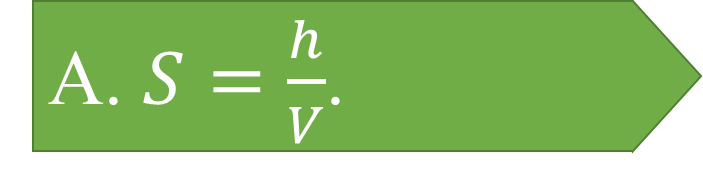 A. S = h/V.